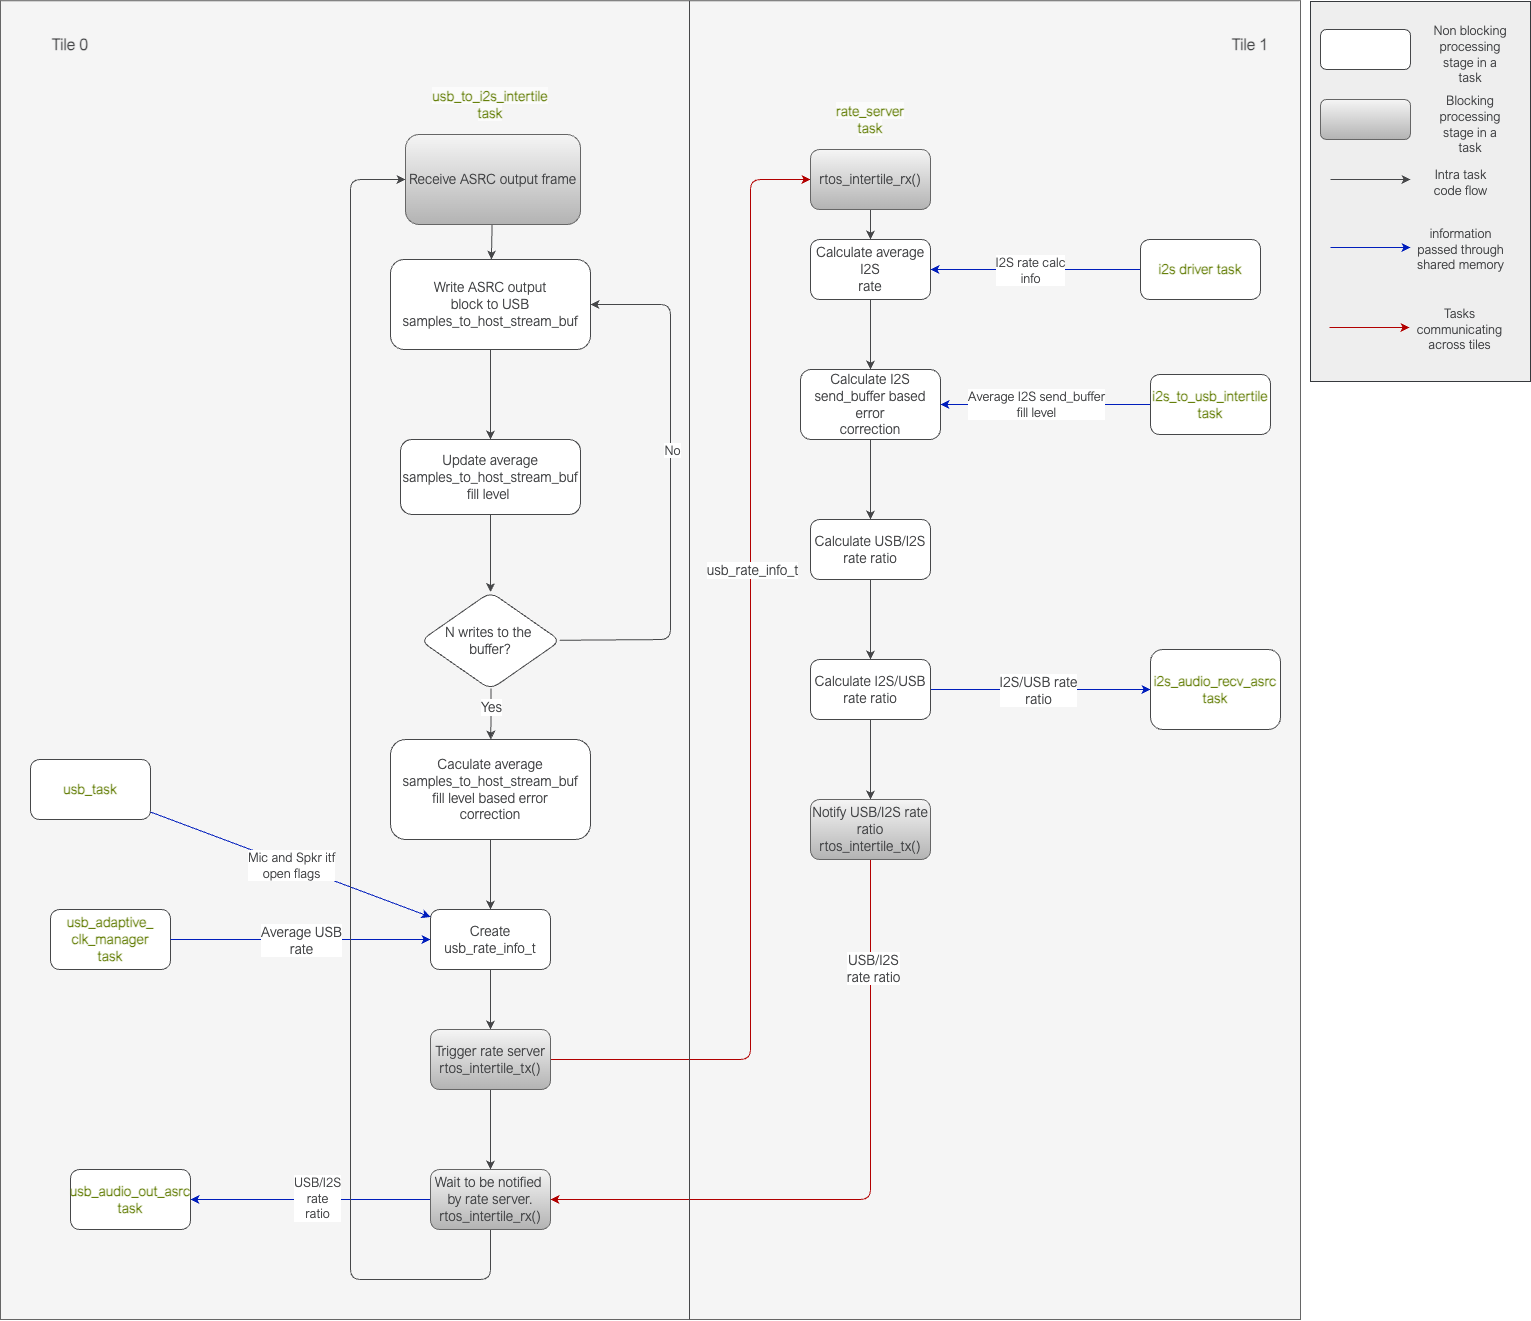 Tile 0
usb_to_i2s_intertile
task
Receive ASRC output frame
Write ASRC output
block to USB
samples_to_host_stream_buf
No
Update average
samples_to_host_stream_buf
fill level
N writes to the
buffer?
Yes
Caculate average
samples_to_host_stream_buf
fill level based error
correction
usb_task
Mic and Spkr itf
open flags
usb_adaptive_
clk_manager
task
Average USB
rate
Create
usb_rate_info_t
Trigger rate server
rtos_intertile_tx()
Wait to be notified
by rate server.
rtos_intertile_rx()
USB/I2S
rate
ratio
usb_audio_out_asrc
task
usb_rate_info_t
Tile 1
rate_server
task
rtos_intertile_rx()
Calculate average
I2S
rate
I2S rate calc
info
i2s driver task
Calculate I2S
send_buffer based
error
correction
Average I2S send_buffer
fill level
i2s_to_usb_intertile
task
Calculate USB/I2S
rate ratio
Calculate I2S/USB
rate ratio
I2S/USB rate
ratio
i2s_audio_recv_asrc
task
Notify USB/I2S rate
ratio
rtos_intertile_tx()
USB/I2S
rate ratio
Non blocking
processing
stage in a
task
Blocking
processing
stage in a
task
Intra task
code flow
information
passed through
shared memory
Tasks
communicating
across tiles